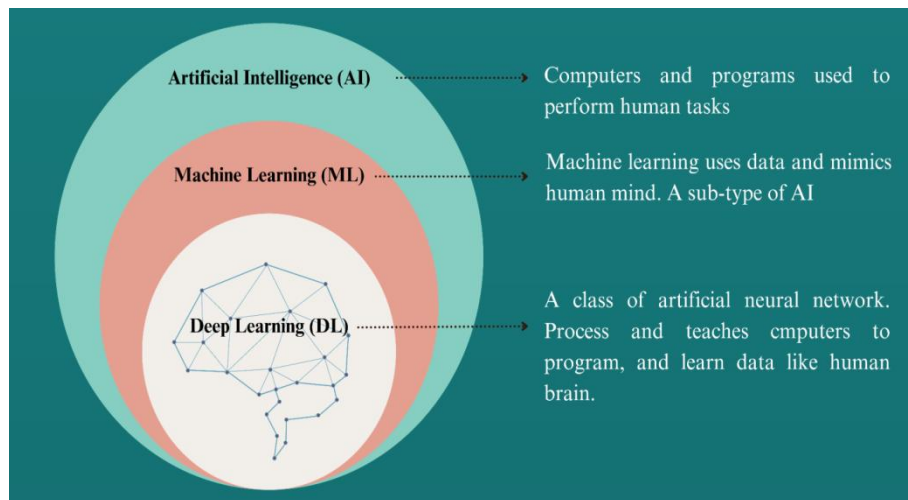 Artificial Intelligence (AI)
Computers and programs used to
perform human tasks
Machine Learning (ML)
Machine learning uses data and mimics
human mind. A sub-type of AI
Deep Learning (DL)
A class of artificial neural network.
Process and teaches cmputers to
program, and learn data like human
brain.